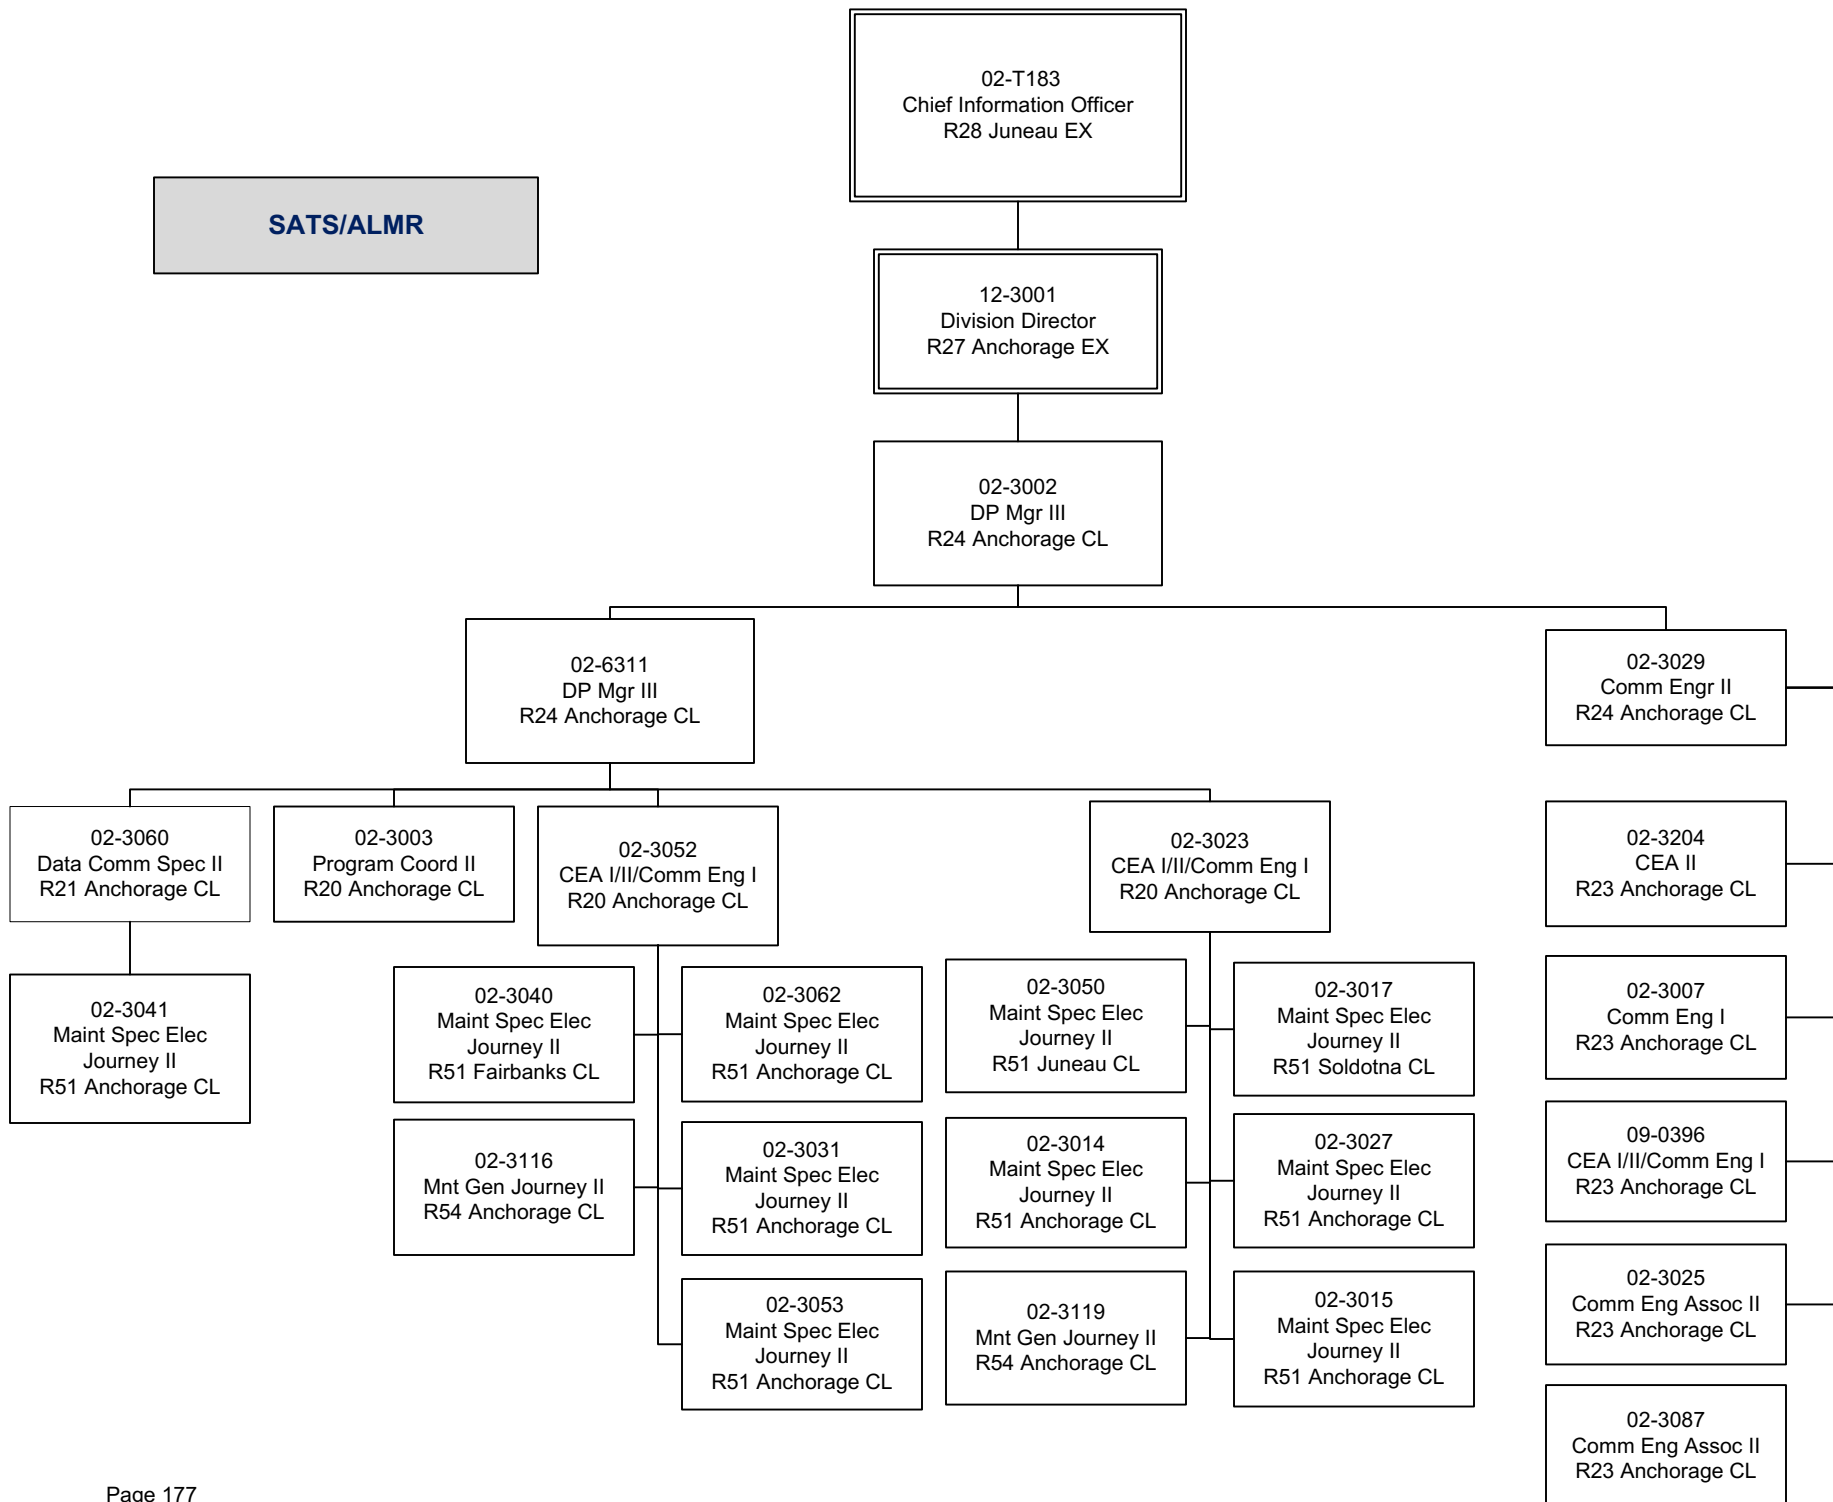 02-T183
Chief Information Officer
R28 Juneau EX
SATS/ALMR
12-3001
Division Director
R27 Anchorage EX
02-3002
DP Mgr III
R24 Anchorage CL
02-6311
DP Mgr III
R24 Anchorage CL
02-3029
Comm Engr II
R24 Anchorage CL
02-3060
Data Comm Spec II
R21 Anchorage CL
02-3003
Program Coord II
R20 Anchorage CL
02-3052
CEA I/II/Comm Eng I
R20 Anchorage CL
02-3023
CEA I/II/Comm Eng I
R20 Anchorage CL
02-3204
CEA II
R23 Anchorage CL
02-3041
Maint Spec Elec
Journey II
R51 Anchorage CL
02-3040
Maint Spec Elec
Journey II
R51 Fairbanks CL
02-3062
Maint Spec Elec
Journey II
R51 Anchorage CL
02-3050
Maint Spec Elec
Journey II
R51 Juneau CL
02-3017
Maint Spec Elec
Journey II
R51 Soldotna CL
02-3007
Comm Eng I
R23 Anchorage CL
02-3116
Mnt Gen Journey II
R54 Anchorage CL
02-3031
Maint Spec Elec
Journey II
R51 Anchorage CL
02-3014
Maint Spec Elec
Journey II
R51 Anchorage CL
02-3027
Maint Spec Elec
Journey II
R51 Anchorage CL
09-0396
CEA I/II/Comm Eng I
R23 Anchorage CL
02-3053
Maint Spec Elec
Journey II
R51 Anchorage CL
02-3119
Mnt Gen Journey II
R54 Anchorage CL
02-3015
Maint Spec Elec
Journey II
R51 Anchorage CL
02-3025
Comm Eng Assoc II
R23 Anchorage CL
02-3087
Comm Eng Assoc II
R23 Anchorage CL
Page 177